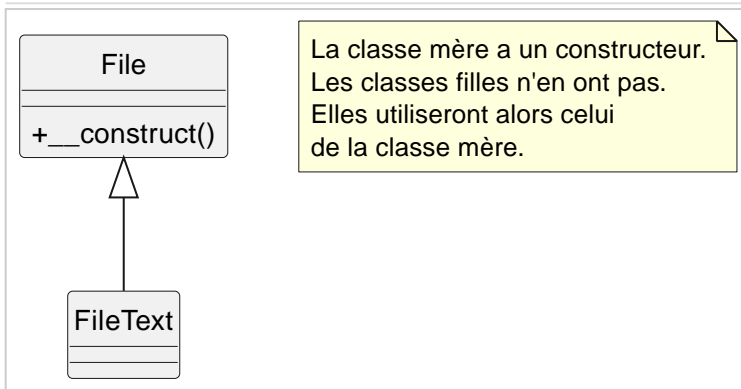 File
+__construct()
FileText
La classe mère a un constructeur.
Les classes filles n'en ont pas.
Elles utiliseront alors celui
de la classe mère.